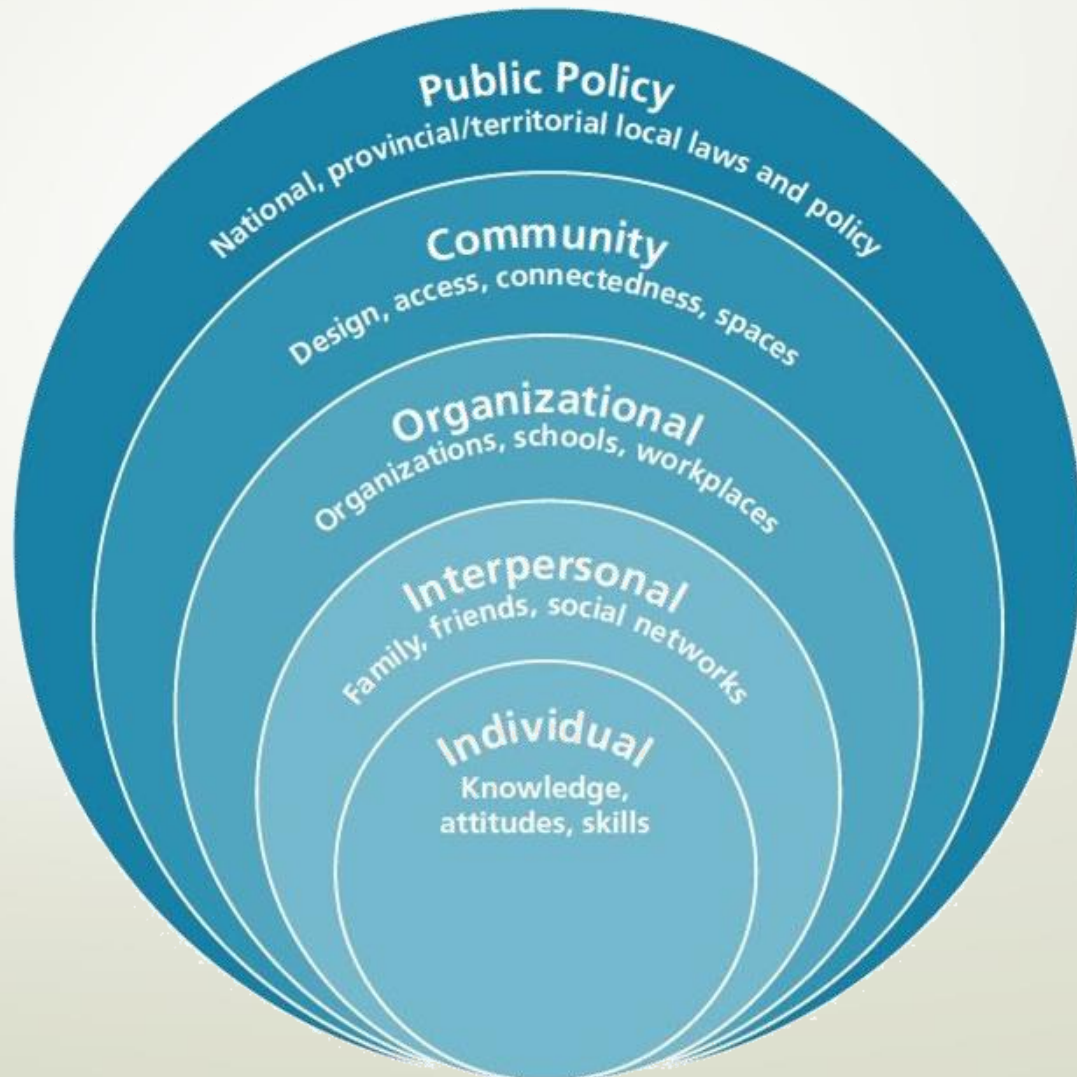 Public Policy
National, provincial/territorial local laws and policy
Community
Design, access, connectedness, spaces
Organizational
Organizations, schools, workplaces
Interpersonal
Family, friends, social networks
Individual
Knowledge,
attitudes, skills